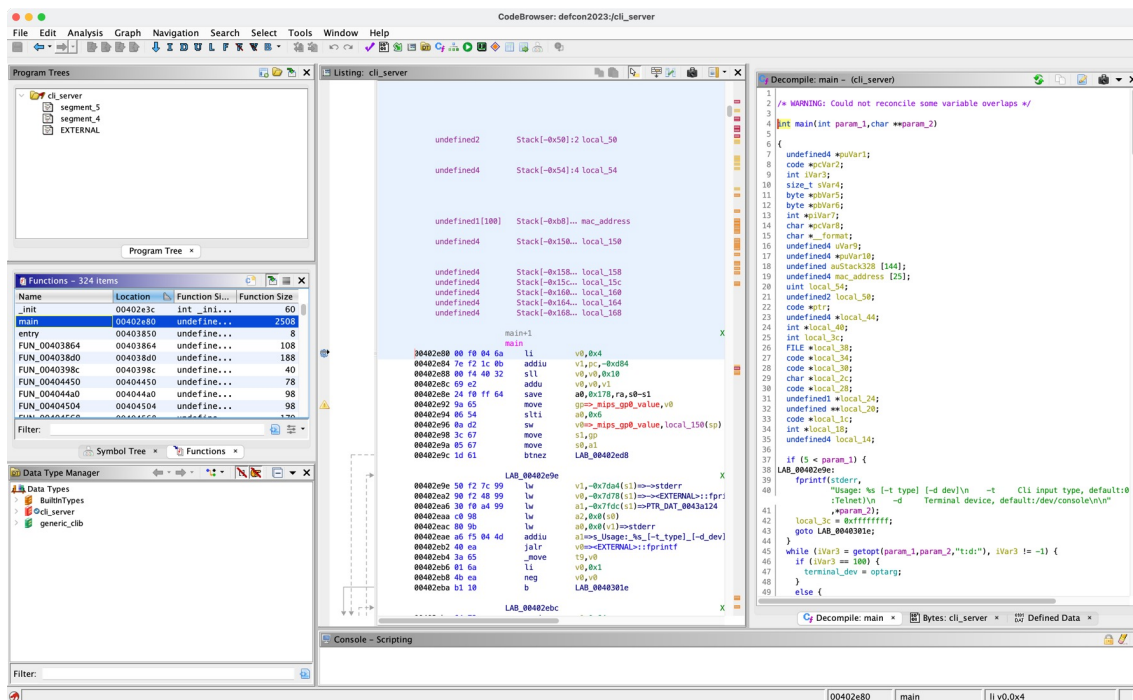 CodeBrowser: defcon2023:/cli_server
File Edit Analysis Graph Navigation Search Select Tools Window Help
I D U L F B
Program Trees
cli_server
segment_5
segment_4
EXTERNAL
Program Tree ×
Functions - 324 items
Name Location Function Si... Function Size
_init 00402e3c int _ini... 60
main 00402e80 undefine... 2508
entry 00403850 undefine... 8
FUN_00403864 00403864 undefine... 108
FUN_004038d0 004038d0 undefine... 188
FUN_0040398c 0040398c undefine... 40
FUN_00404450 00404450 undefine... 78
FUN_004044a0 undefine... 98
FUN_00404504 00404504 undefine... 98
Filter:
Symbol Tree × Functions ×
Data Type Manager
Data Types
BuiltInTypes
cli_server
generic_clib
Filter:
Listing: cli_server
undefined2 Stack[-0x50]:2 local_50
undefined4 Stack[-0x54]:4 local_54
undefined1[100] Stack[-0xb8]... mac_address
undefined4 Stack[-0x150... local_150
undefined4 Stack[-0x158... local_158
undefined4 Stack[-0x15c... local_15c
undefined4 Stack[-0x160... local_160
undefined4 Stack[-0x164... local_164
undefined4 Stack[-0x168... local_168
main+1 X
main
00402e80 00 f0 04 6a li v0,0x4
00402e84 7e f2 1c 0b addiu v1,pc,-0xd84
00402e88 00 f4 40 32 sll v0,v0,0x10
00402e8c 69 e2 addu v0,v0,v1
00402e8e 24 f0 ff 64 save a0,0x178,ra,s0-s1
00402e92 9a 65 move gp=>_mips_gp0_value,v0
00402e94 06 54 slti a0,0x6
00402e96 0a d2 sw v0=>_mips_gp0_value,local_150(sp)
00402e98 3c 67 move s1,gp
00402e9a 05 67 move s0,a1
00402e9c 1d 61 btnez LAB_00402ed8
LAB_00402e9e X
00402e9e 50 f2 7c 99 lw v1,-0x7da4(s1)=>->stderr
00402ea2 90 f2 48 99 lw v0,-0x7d78(s1)=>-><EXTERNAL>::fpri
00402ea6 30 f0 a4 99 lw a1,-0x7fdc(s1)=>PTR_DAT_0043a124
00402eaa c0 98 lw a2,0x0(s0)
00402eac 80 9b lw a0,0x0(v1)=>stderr
00402eae a6 f5 04 4d addiu a1=>s_Usage:_%s_[-t_type]_[-d_dev]
00402eb2 40 ea jalr v0=><EXTERNAL>::fprintf
00402eb4 3a 65 _move t9,v0
00402eb6 01 6a li v0,0x1
00402eb8 4b ea neg v0,v0
00402eba b1 10 b LAB_0040301e
LAB_00402ebc X
Console - Scripting
Decompile: main - (cli_server)
1
2 /* WARNING: Could not reconcile some variable overlaps */
3
4 int main(int param_1,char **param_2)
5
6 {
7 undefined4 *puVar1;
8 code *pcVar2;
9 int iVar3;
10 size_t sVar4;
11 byte *pbVar5;
12 byte *pbVar6;
13 int *piVar7;
14 char *pcVar8;
15 char *__format;
16 undefined4 uVar9;
17 undefined4 *puVar10;
18 undefined auStack328 [144];
19 undefined4 mac_address [25];
20 uint local_54;
21 undefined2 local_50;
22 code *ptr;
23 undefined4 *local_44;
24 int *local_40;
25 int local_3c;
26 FILE *local_38;
27 code *local_34;
28 code *local_30;
29 char *local_2c;
30 code *local_28;
31 undefined1 *local_24;
32 undefined **local_20;
33 code *local_1c;
34 int *local_18;
35 undefined4 local_14;
36
37 if (5 < param_1) {
38 LAB_00402e9e:
39 fprintf(stderr,
40 "Usage: %s [-t type] [-d dev]\n -t Cli input type, default:0
:Telnet)\n -d Terminal device, default:/dev/console\n\n"
41 ,*param_2);
42 local_3c = 0xffffffff;
43 goto LAB_0040301e;
44 }
45 while (iVar3 = getopt(param_1,param_2,"t:d:"), iVar3 != -1) {
46 if (iVar3 == 100) {
47 terminal_dev = optarg;
48 }
49 else {
Decompile: main × Bytes: cli_server × Defined Data ×
00402e80 main li v0,0x4